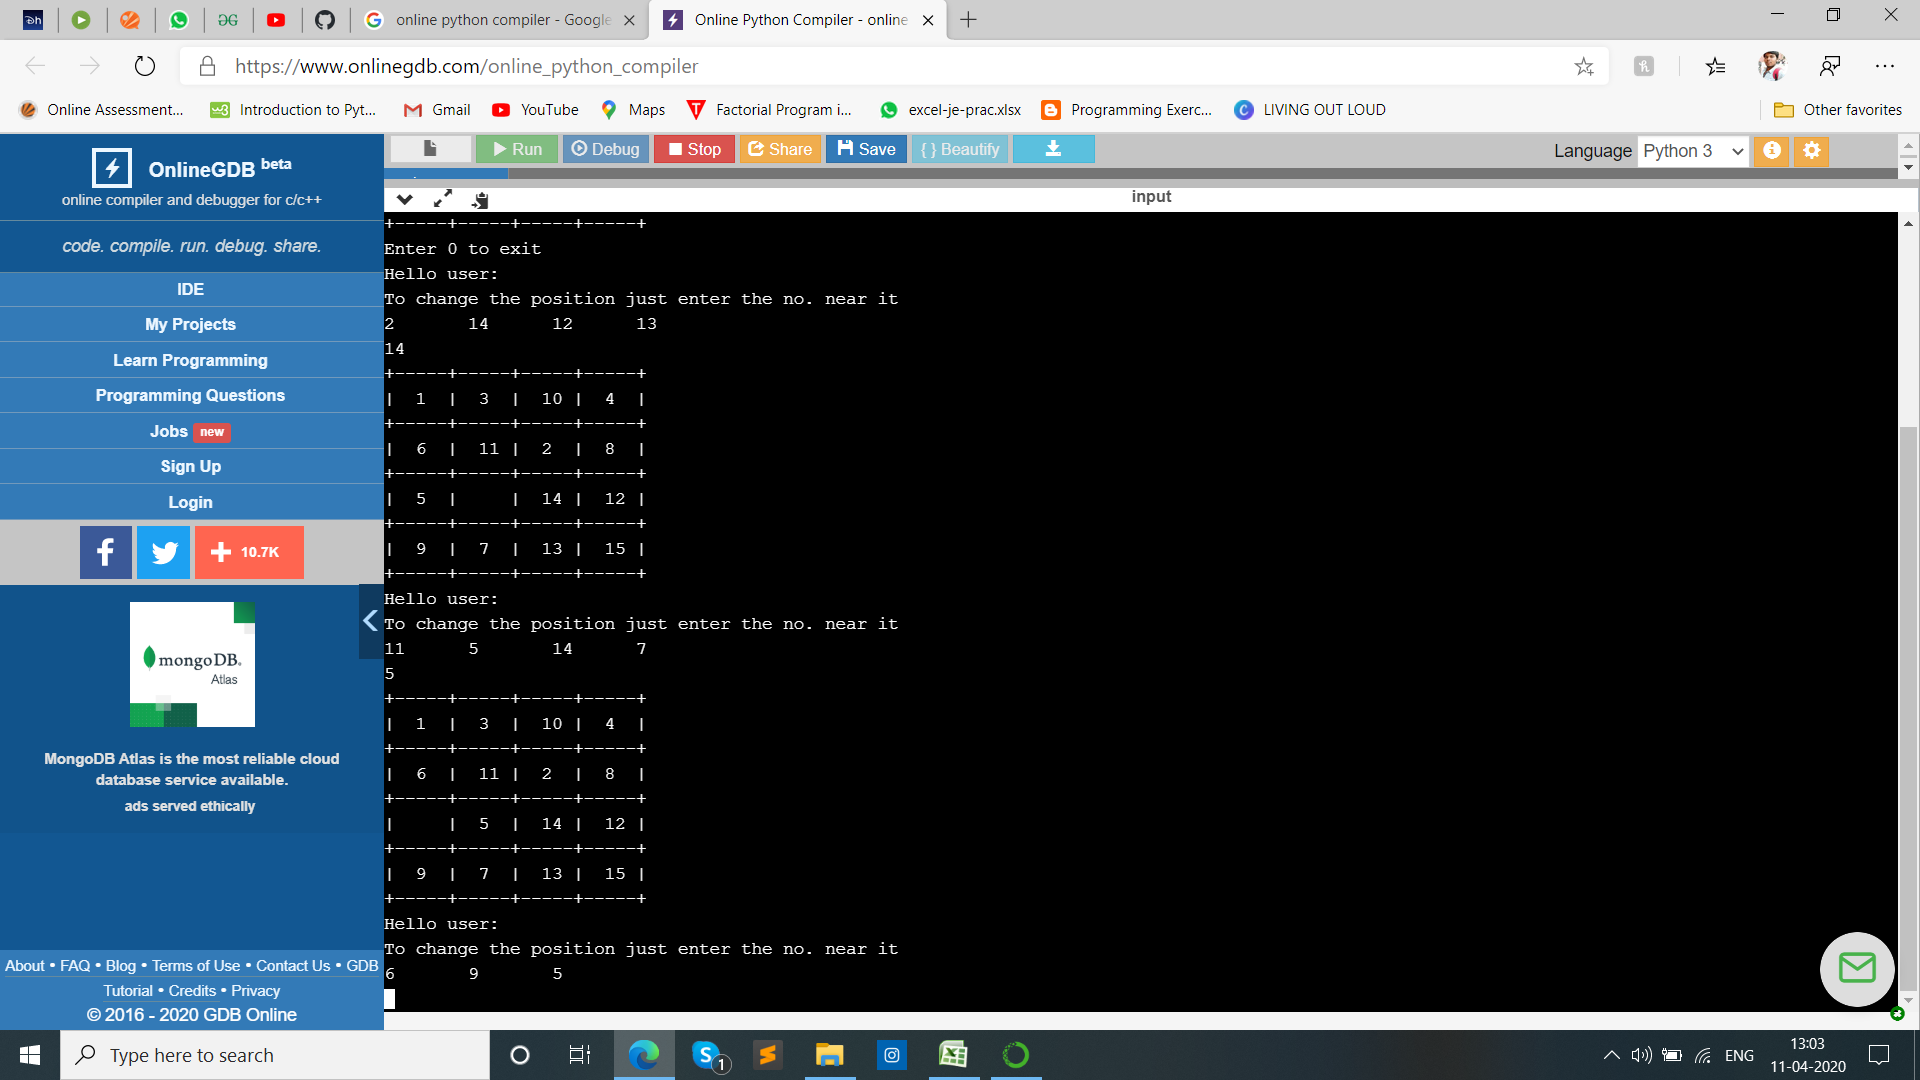 online python compiler - Google
Online Python Compiler - online
https://www.onlinegdb.com/online_python_compiler
Online Assessment... Introduction to Pyt... Gmail YouTube Maps Factorial Program i... excel-je-prac.xlsx Programming Exerc... LIVING OUT LOUD Other favorites
OnlineGDB beta
online compiler and debugger for c/c++
code. compile. run. debug. share.
IDE
My Projects
Learn Programming
Programming Questions
Jobs new
Sign Up
Login
+ 10.7K
mongoDB.
Atlas
MongoDB Atlas is the most reliable cloud
database service available.
ads served ethically
About • FAQ • Blog • Terms of Use • Contact Us • GDB
Tutorial • Credits • Privacy
© 2016 - 2020 GDB Online
Run Debug Stop Share Save { } Beautify Language Python 3
input
+-----+-----+-----+-----+
Enter 0 to exit
Hello user:
To change the position just enter the no. near it
2 14 12 13
14
+-----+-----+-----+-----+
| 1 | 3 | 10 | 4 |
+-----+-----+-----+-----+
| 6 | 11 | 2 | 8 |
+-----+-----+-----+-----+
| 5 | | 14 | 12 |
+-----+-----+-----+-----+
| 9 | 7 | 13 | 15 |
+-----+-----+-----+-----+
Hello user:
To change the position just enter the no. near it
11 5 14 7
5
+-----+-----+-----+-----+
| 1 | 3 | 10 | 4 |
+-----+-----+-----+-----+
| 6 | 11 | 2 | 8 |
+-----+-----+-----+-----+
| | 5 | 14 | 12 |
+-----+-----+-----+-----+
| 9 | 7 | 13 | 15 |
+-----+-----+-----+-----+
Hello user:
To change the position just enter the no. near it
6 9 5
Type here to search
1
ENG
13:03
11-04-2020